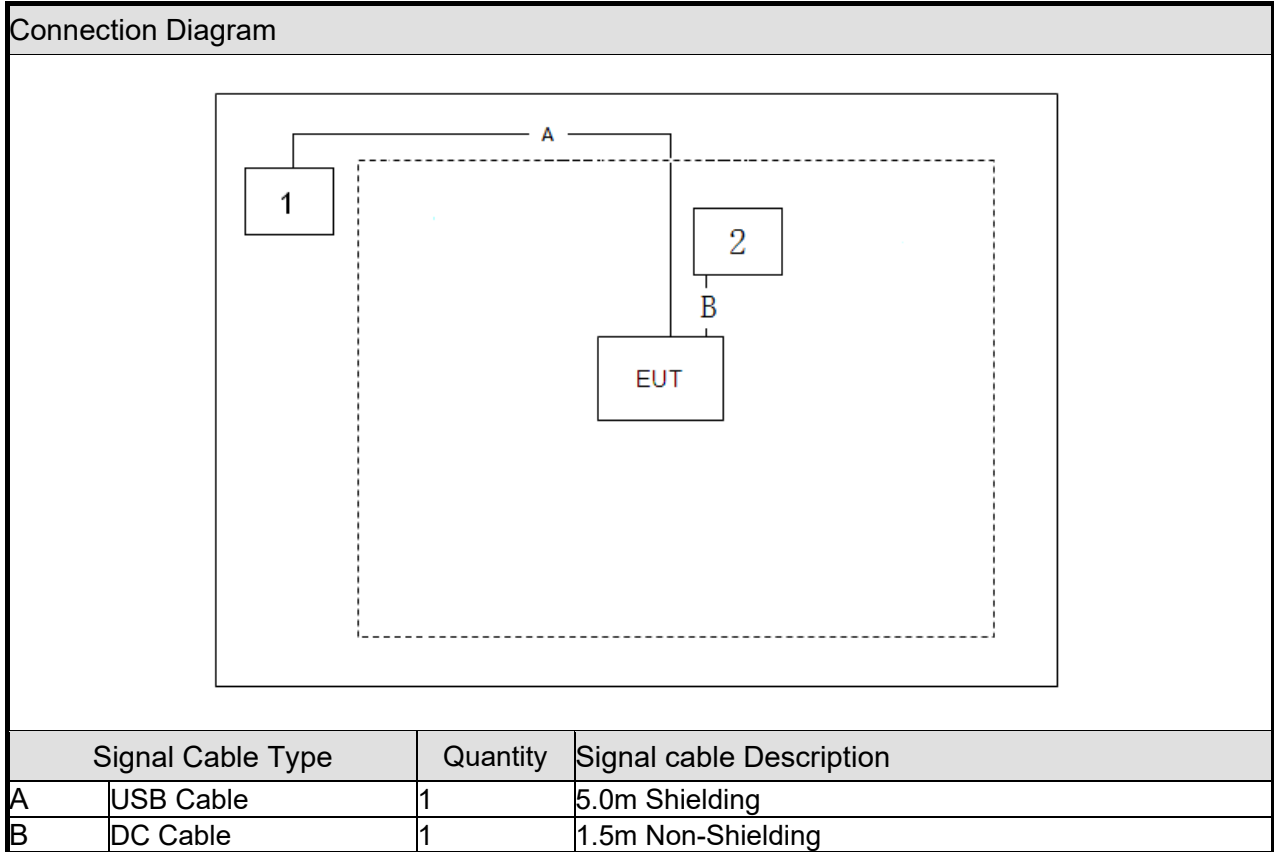 Connection Diagram
A
1
2
B
EUT
Signal Cable Type Quantity Signal cable Description
A USB Cable 1 5.0m Shielding
B DC Cable 1 1.5m Non-Shielding